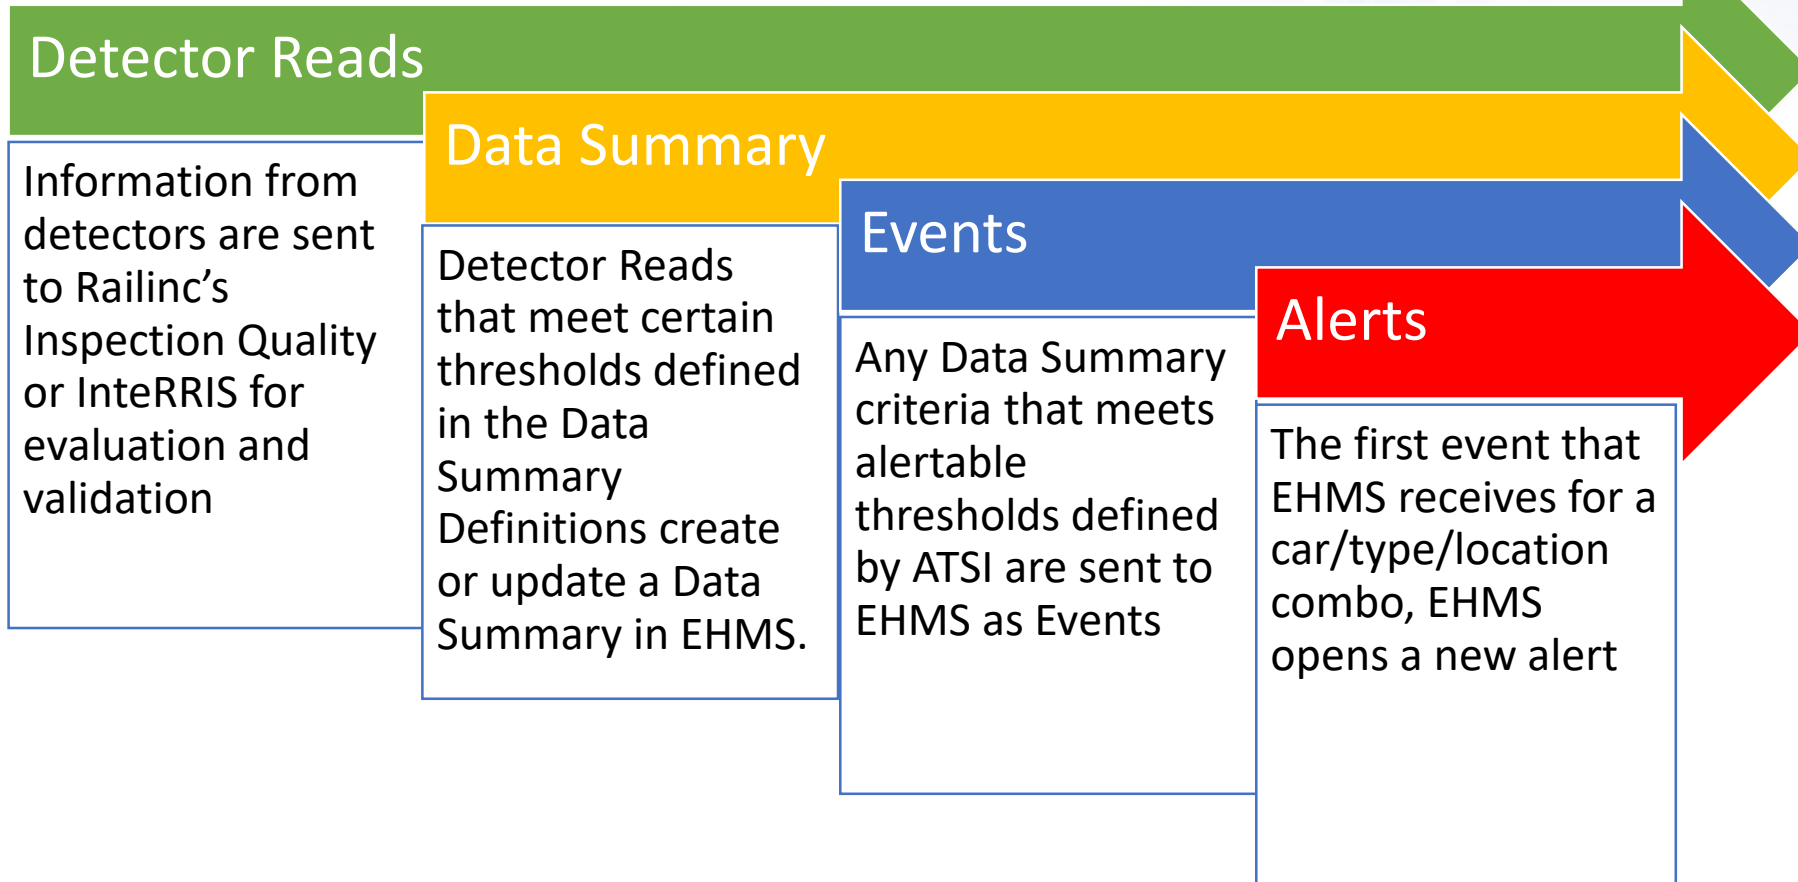 Detector Reads
Information from
detectors are sent
to Railinc’s
Inspection Quality
or InteRRIS for
evaluation and
validation
Data Summary
Detector Reads
that meet certain
thresholds defined
in the Data
Summary
Definitions create
or update a Data
Summary in EHMS.
Events
Any Data Summary
criteria that meets
alertable
thresholds defined
by ATSI are sent to
EHMS as Events
Alerts
The first event that
EHMS receives for a
car/type/location
combo, EHMS
opens a new alert